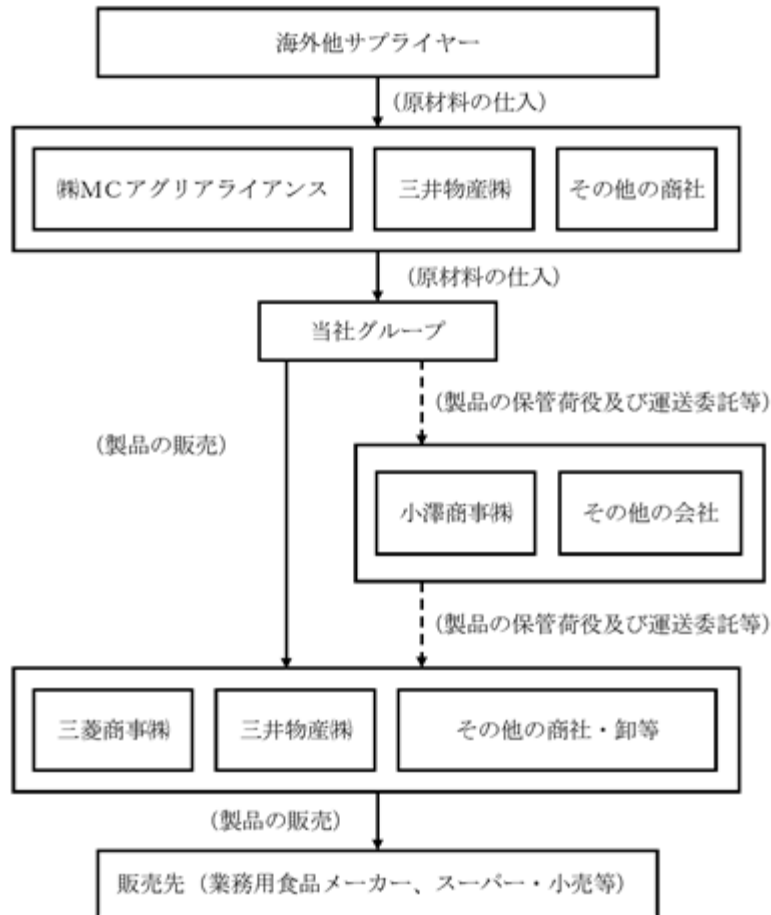 海外他サプライヤー
(原材料の仕入)
㈱ＭＣアグリアライアンス
三井物産㈱
その他の商社
(原材料の仕入)
当社グループ
(製品の保管荷役及び運送委託等)
(製品の販売)
小澤商事㈱
その他の会社
(製品の保管荷役及び運送委託等)
三菱商事㈱
三井物産㈱
その他の商社・卸等
(製品の販売)
販売先（業務用食品メーカー、スーパー・小売等）